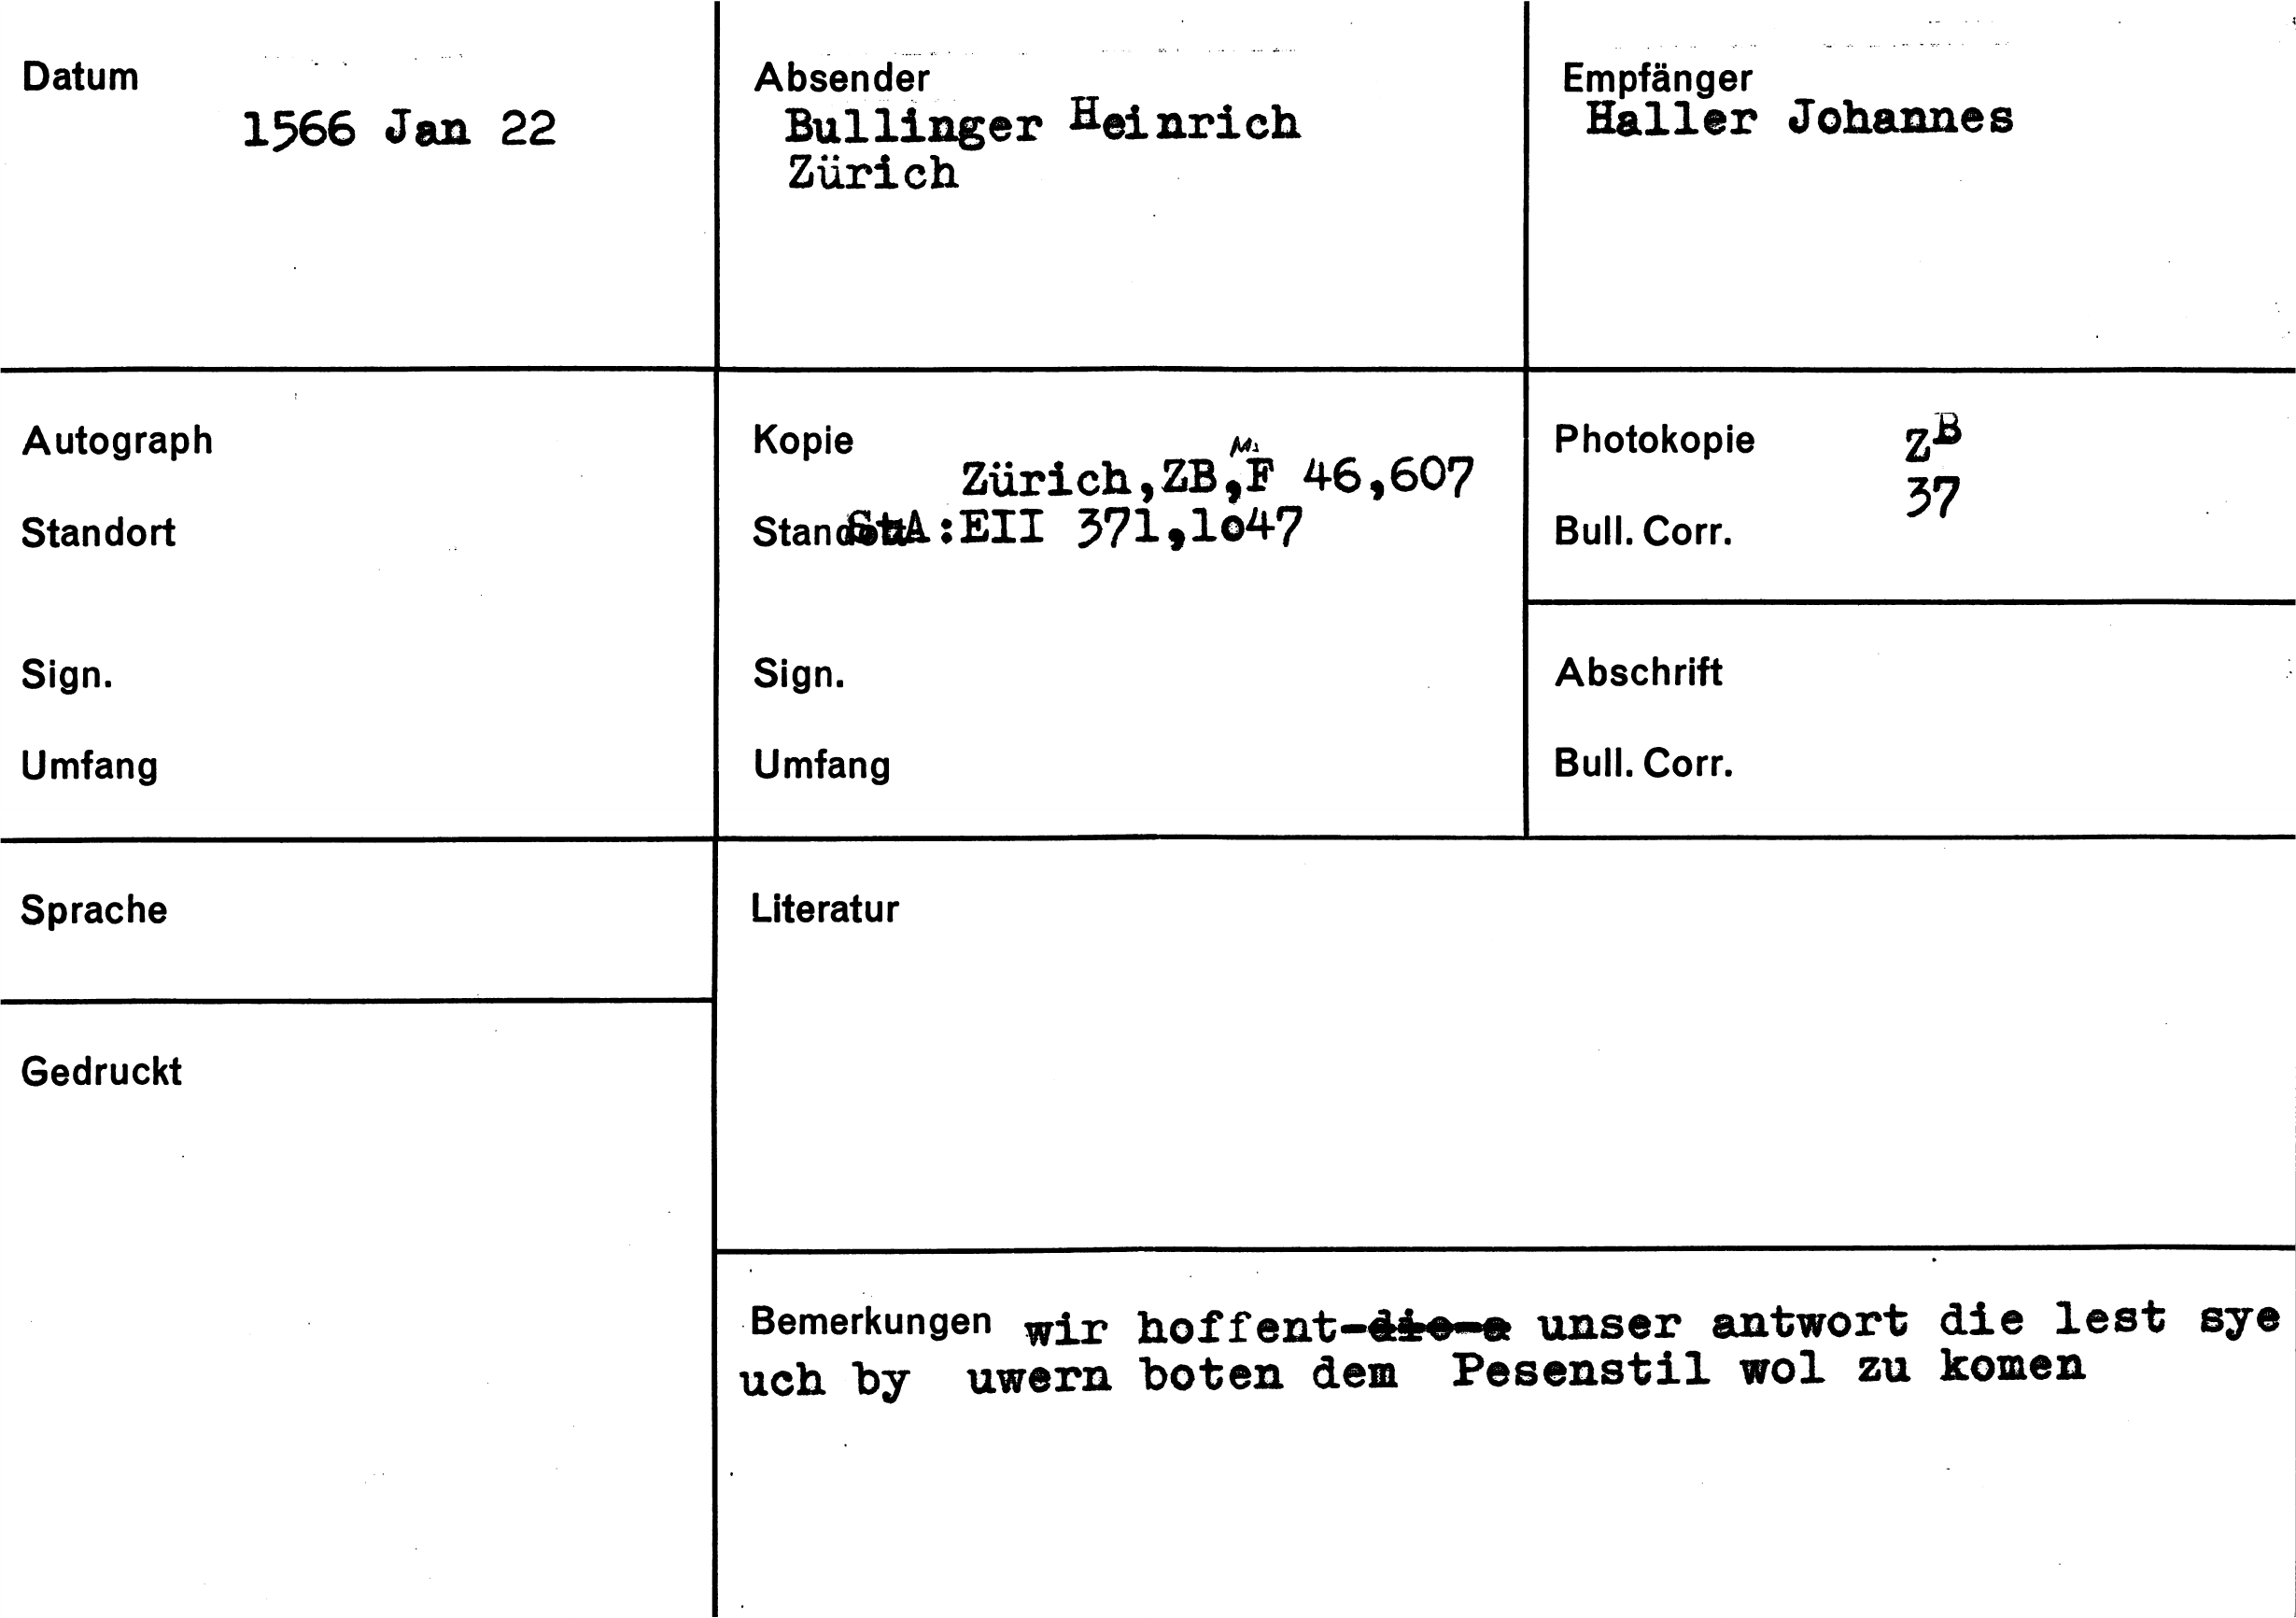 Datum
1566 Jan 22
Absender
Bullinger Heinrich
Zürich
Empfänger
Haller Johannes
Autograph
Standort
Sign.
Umfang
Kopie
Zürich,ZB,Ms F 46,607
Standort StA:EII 371,1o47
Sign.
Umfang
Photokopie ZB
37
Bull. Corr.
Abschrift
Bull. Corr.
Sprache
Gedruckt
Literatur
Bemerkungen wir hoffent unser antwort die lest sye
uch by uwern boten dem Pesenstil wol zu komen